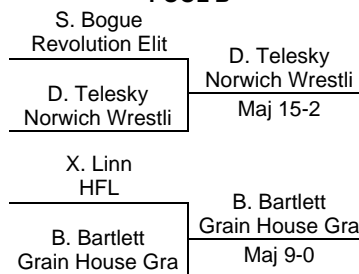 S. Bogue
Revolution Elit
D. Telesky
Norwich Wrestli
D. Telesky
Norwich Wrestli
Maj 15-2
X. Linn
HFL
B. Bartlett
Grain House Gra
B. Bartlett
Grain House Gra
Maj 9-0